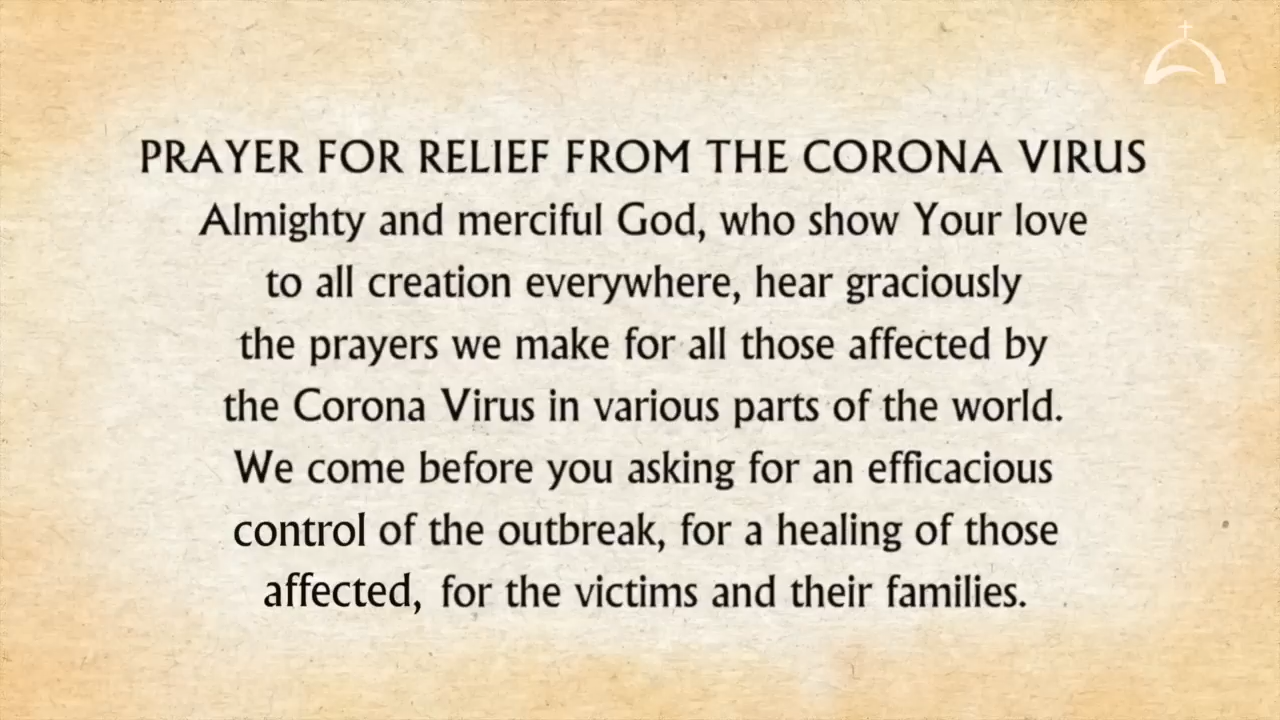 PRAYER FOR RELIEF FROM THE CORONA VIRUS
Almighty and merciful God, who show Your love
to all creation everywhere, hear graciously
the prayers we make for all those affected by
the Corona Virus in various parts of the world.
We come before you asking for an efficacious
control of the outbreak, for a healing of those
affected, for the victims and their families.